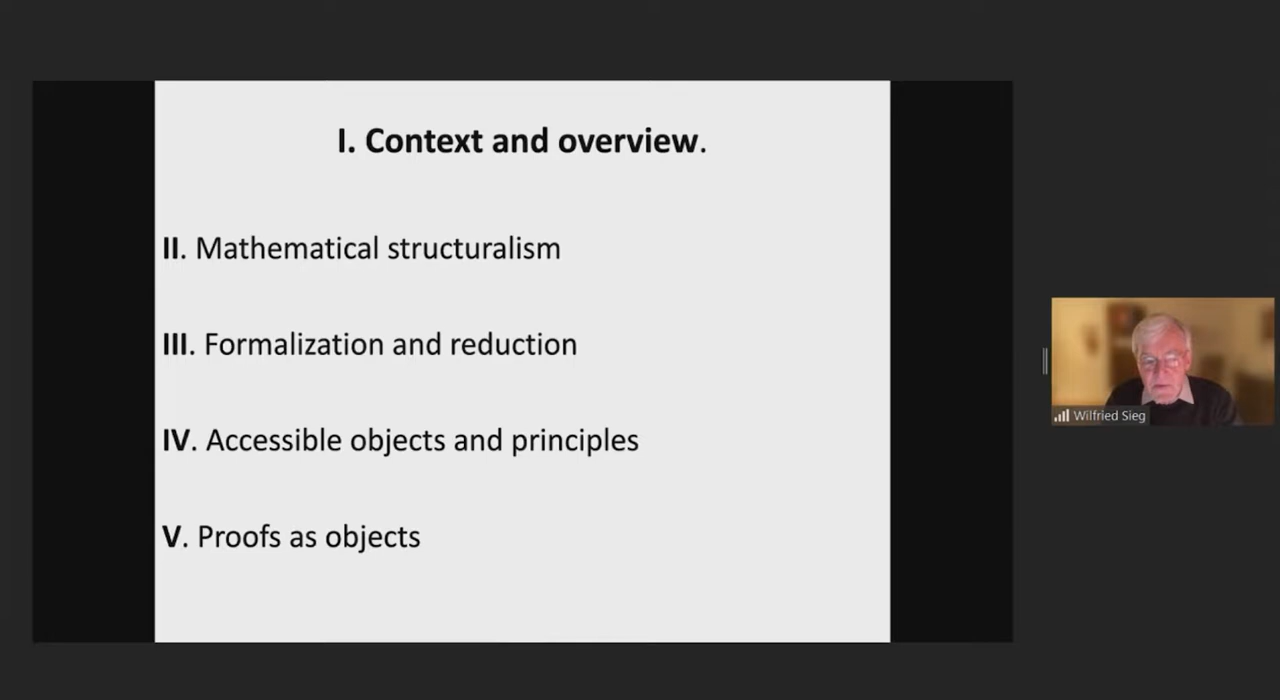 I. Context and overview.
II. Mathematical structuralism
III. Formalization and reduction
IV. Accessible objects and principles
V. Proofs as objects
Wilfried Sieg